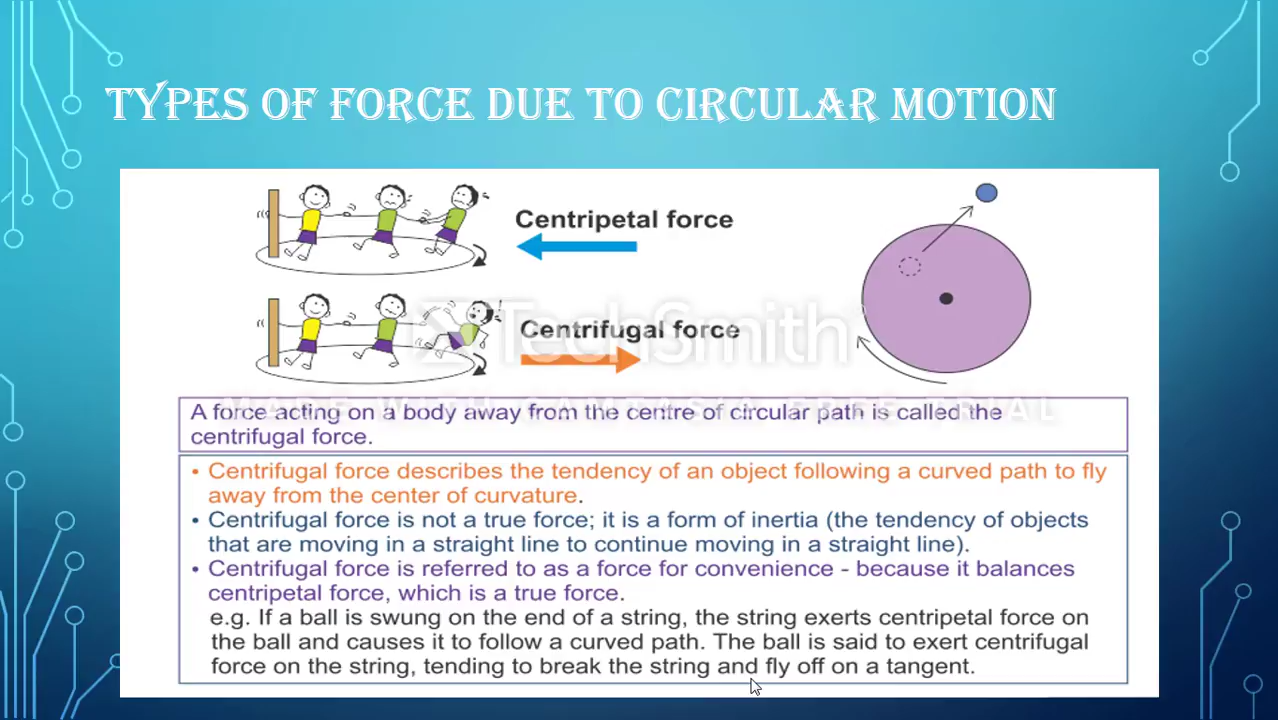 TYPES OF FORCE DUE TO CIRCULAR MOTION
Centripetal force
Centrifugal force
TechSmith
MADE WITH CAMTASIA FREE TRIAL
A force acting on a body away from the centre of circular path is called the
centrifugal force.
• Centrifugal force describes the tendency of an object following a curved path to fly
away from the center of curvature.
• Centrifugal force is not a true force; it is a form of inertia (the tendency of objects
that are moving in a straight line to continue moving in a straight line).
• Centrifugal force is referred to as a force for convenience - because it balances
centripetal force, which is a true force.
e.g. If a ball is swung on the end of a string, the string exerts centripetal force on
the ball and causes it to follow a curved path. The ball is said to exert centrifugal
force on the string, tending to break the string and fly off on a tangent.